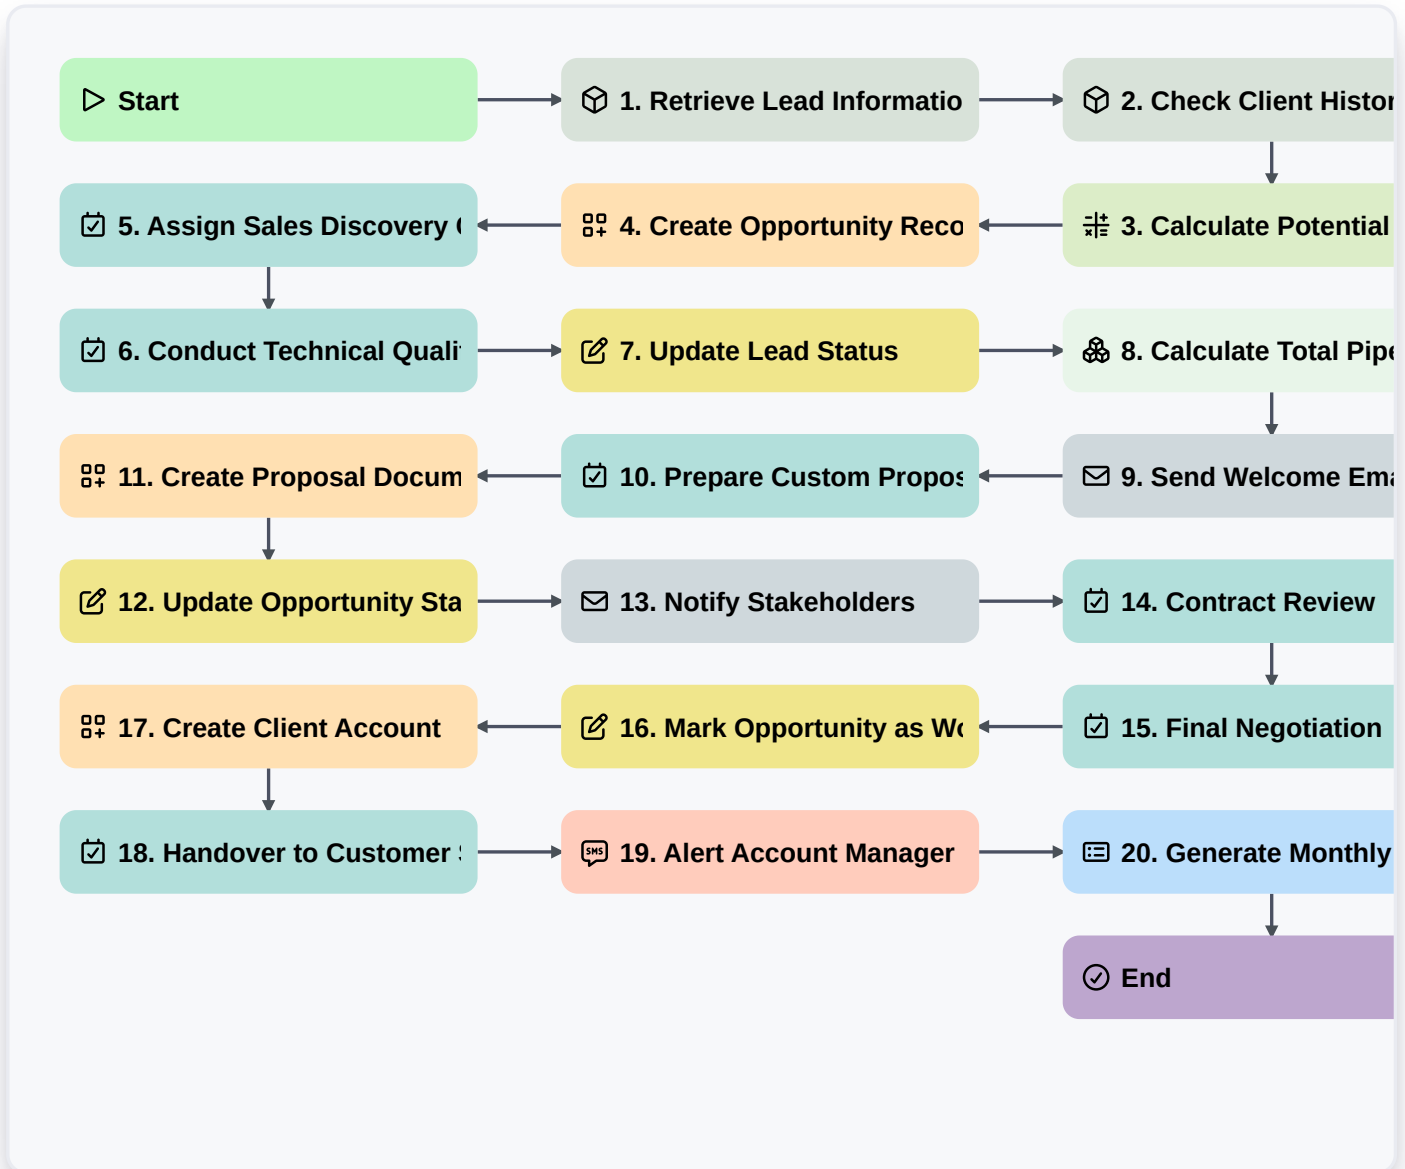 Start
1. Retrieve Lead Informatio
2. Check Client Histor
5. Assign Sales Discovery
4. Create Opportunity Reco
3. Calculate Potential
6. Conduct Technical Quali
7. Update Lead Status
8. Calculate Total Pipe
11. Create Proposal Docum
10. Prepare Custom Propos
9. Send Welcome Ema
12. Update Opportunity Sta
13. Notify Stakeholders
14. Contract Review
17. Create Client Account
16. Mark Opportunity as Wo
15. Final Negotiation
18. Handover to Customer
SMS
19. Alert Account Manager
20. Generate Monthly
End